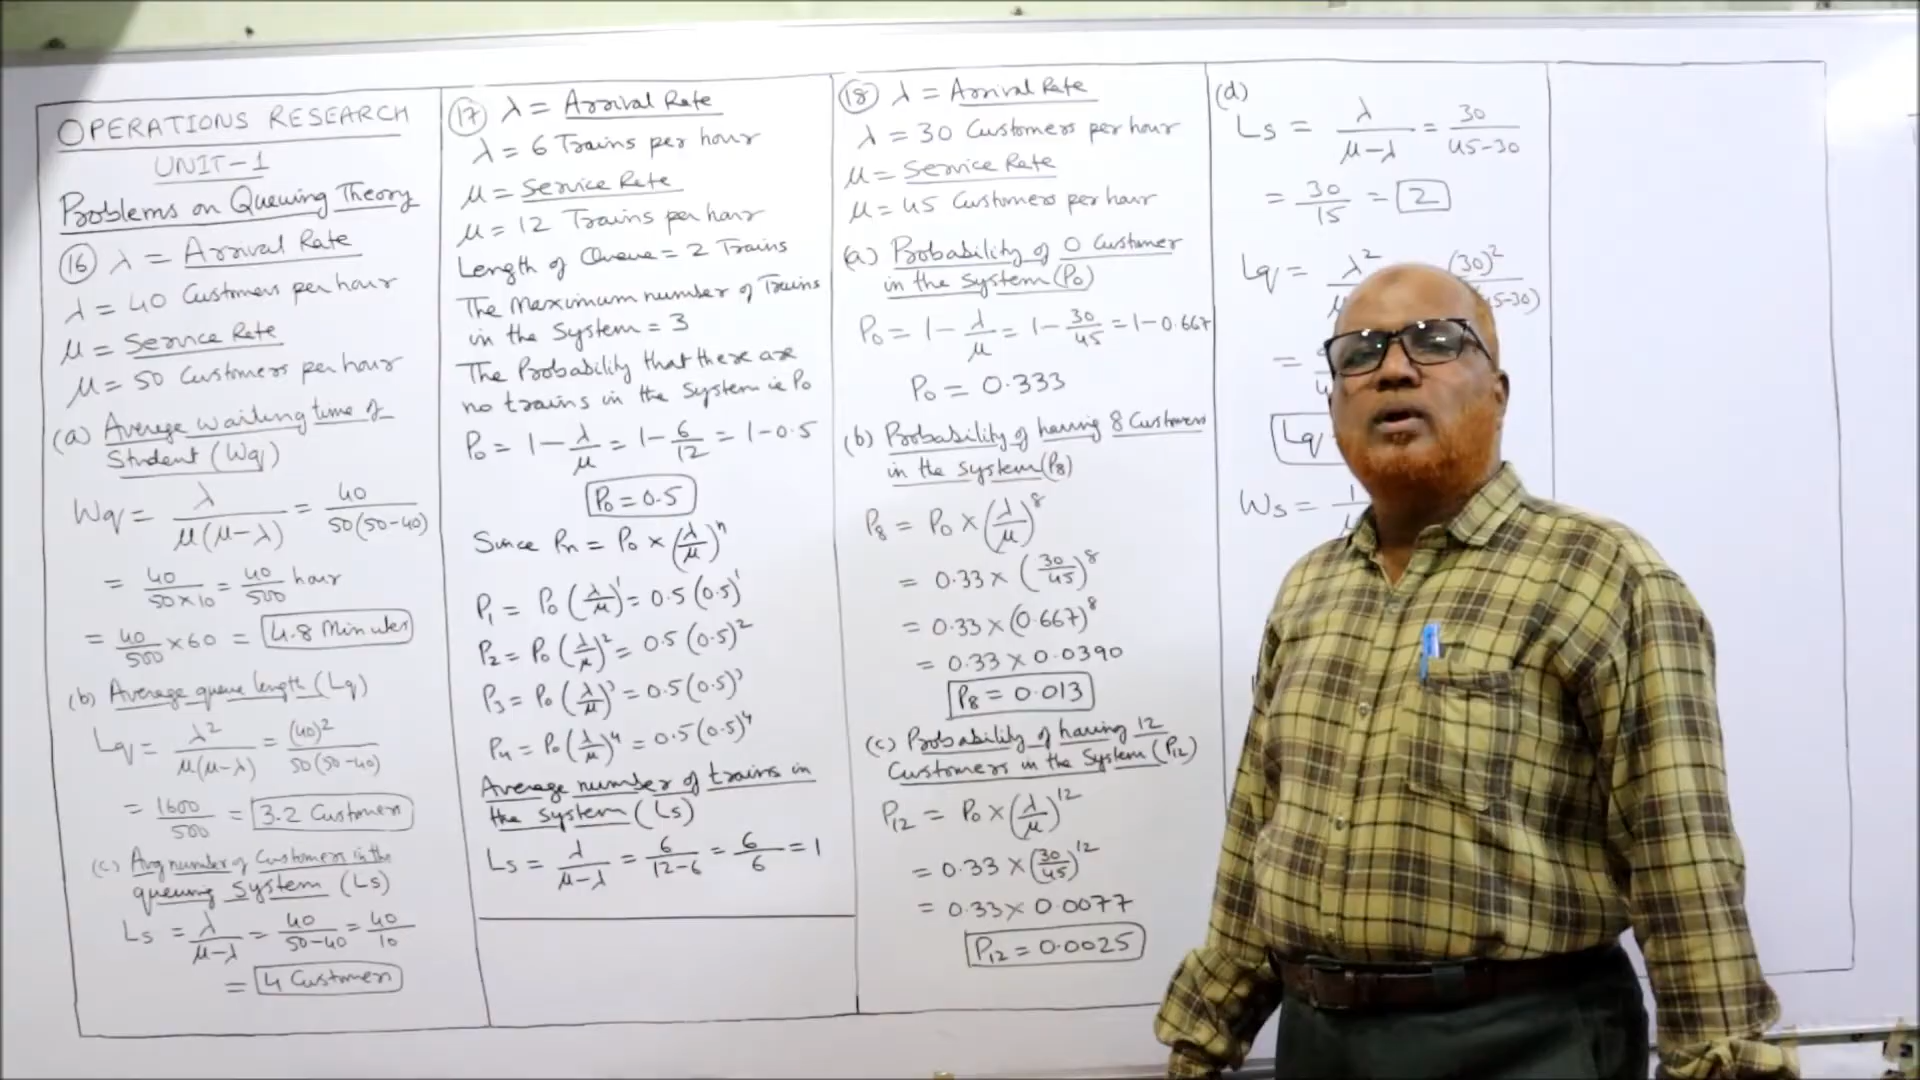 OPERATIONS RESEARCH
UNIT-1
Problems on Queuing Theory
(16) λ = Arrival Rate
λ = 40 Customers per hour
μ = Service Rate
μ = 50 Customers per hour
(a) Average waiting time of
Student (Wq)
Wq = λ/μ(μ-λ) = 40/50(50-40)
= 40/50×10 = 40/500 hour
= 40/500 ×60 = 4.8 Minutes
(b) Average queue length (Lq)
Lq = λ²/μ(μ-λ) = (40)²/50(50-40)
= 1600/500 = 3.2 Customers
(c) Avg number of Customers in the
queuing System (Ls)
Ls = λ/μ-λ = 40/50-40 = 40/10
= 4 Customers
(17) λ = Arrival Rate
λ = 6 Trains per hour
μ = Service Rate
μ = 12 Trains per hour
Length of Queue = 2 Trains
The Maximum number of Trains
in the System = 3
The Probability that there are
no trains in the System ie P₀
P₀ = 1 - λ/μ = 1 - 6/12 = 1 - 0.5
P₀ = 0.5
Since Pn = P₀ × (λ/μ)ⁿ
P₁ = P₀ (λ/μ)¹ = 0.5 (0.5)¹
P₂ = P₀ (λ/μ)² = 0.5 (0.5)²
P₃ = P₀ (λ/μ)³ = 0.5 (0.5)³
P₄ = P₀ (λ/μ)⁴ = 0.5 (0.5)⁴
Average number of trains in
the System (Ls)
Ls = λ/μ-λ = 6/12-6 = 6/6 = 1
(18) λ = Arrival Rate
λ = 30 Customers per hour
μ = Service Rate
μ = 45 Customers per hour
(a) Probability of 0 Customer
in the System (P₀)
P₀ = 1 - λ/μ = 1 - 30/45 = 1 - 0.667
P₀ = 0.333
(b) Probability of having 8 Customers
in the System (P₈)
P₈ = P₀ × (λ/μ)⁸
= 0.33 × (30/45)⁸
= 0.33 × (0.667)⁸
= 0.33 × 0.0390
P₈ = 0.013
(c) Probability of having 12
Customers in the System (P₁₂)
P₁₂ = P₀ × (λ/μ)¹²
= 0.33 × (30/45)¹²
= 0.33 × 0.0077
P₁₂ = 0.0025
(d)
Ls = λ/μ-λ = 30/45-30
= 30/15 = 2
Lq = λ² (30)²
=
Lq
Ws = 1